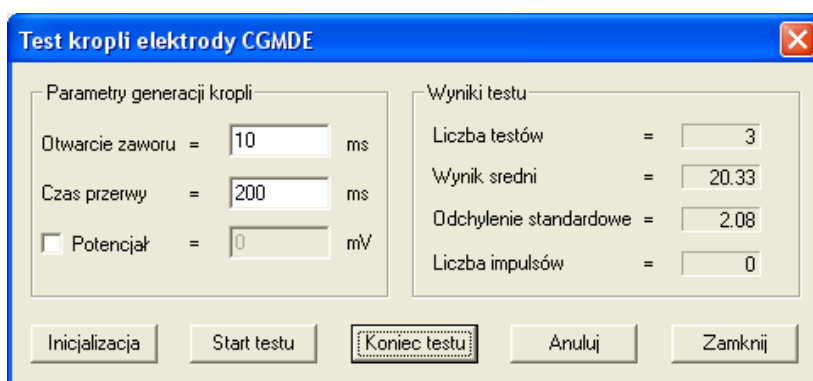 Test kropli elektrody CGMDE
Parametry generacji kropli
Otwarcie zaworu = 10 ms
Czas przerwy = 200 ms
Potencjał = 0 mV
Wyniki testu
Liczba testów = 3
Wynik sredni = 20.33
Odchylenie standardowe = 2.08
Liczba impulsów = 0
Inicjalizacja Start testu Koniec testu Anuluj Zamknij